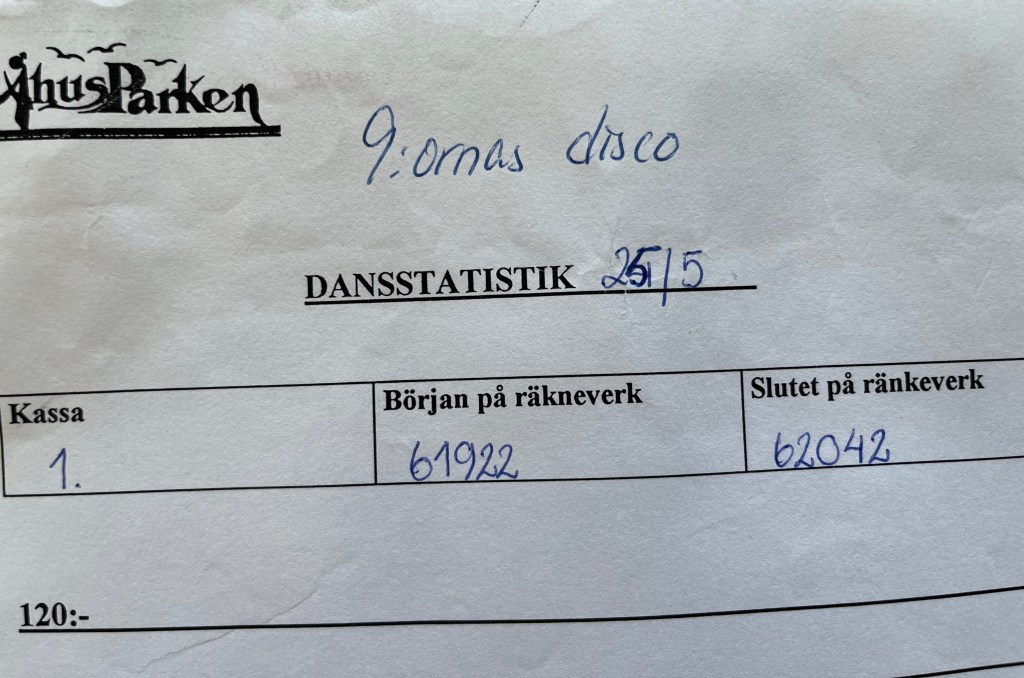 ÅhusParken
9:ornas disco
DANSSTATISTIK 25/5
Kassa Början på räkneverk Slutet på ränkeverk
1. 61922 62042
120:-